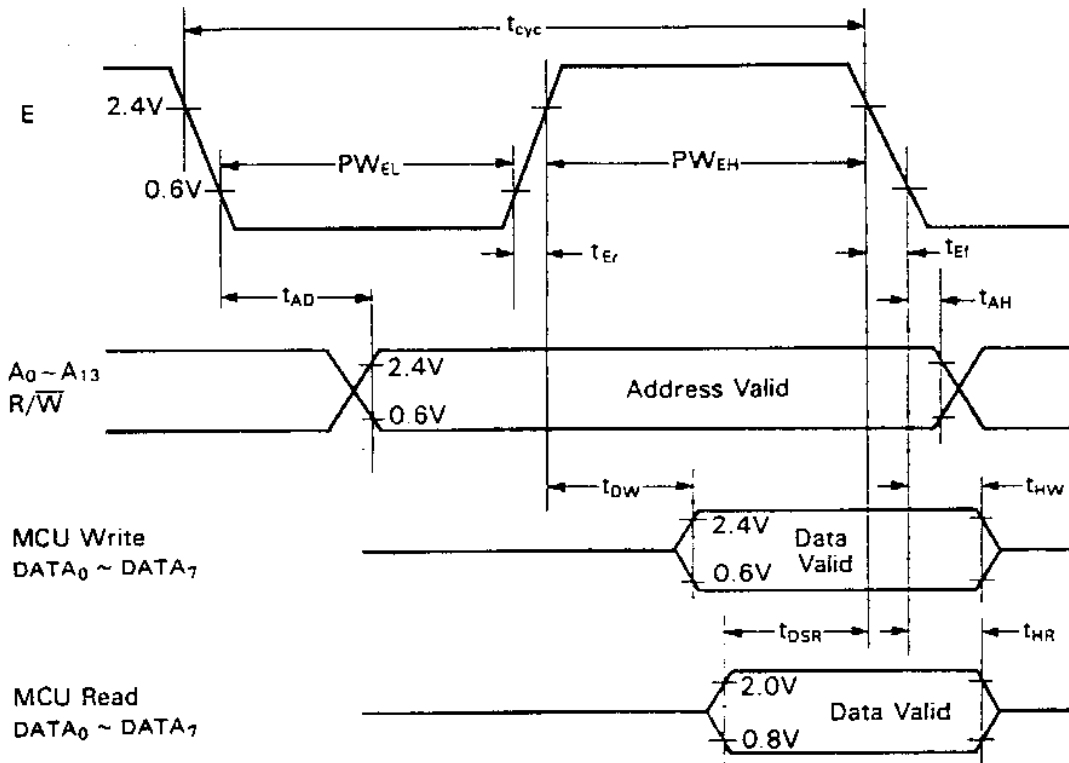 tcyc
E
2.4V
PWEL
PWEH
0.6V
tEr
tEf
tAD
tAH
A0 ~ A13
R/W̅
2.4V
Address Valid
0.6V
tDW
tHW
MCU Write
DATA0 ~ DATA7
2.4V
Data
Valid
0.6V
tDSR
tHR
MCU Read
DATA0 ~ DATA7
2.0V
Data Valid
0.8V